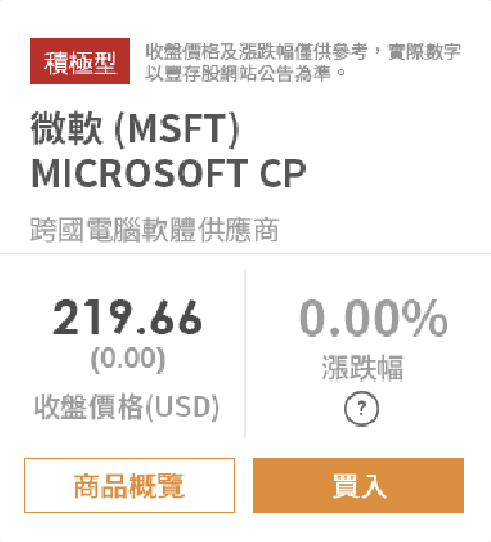 積極型
收盤價格及漲跌幅僅供參考，實際數字
以豐存股網站公告為準。
微軟 (MSFT)
MICROSOFT CP
跨國電腦軟體供應商
219.66
(0.00)
收盤價格(USD)
0.00%
漲跌幅
?
商品概覽
買入